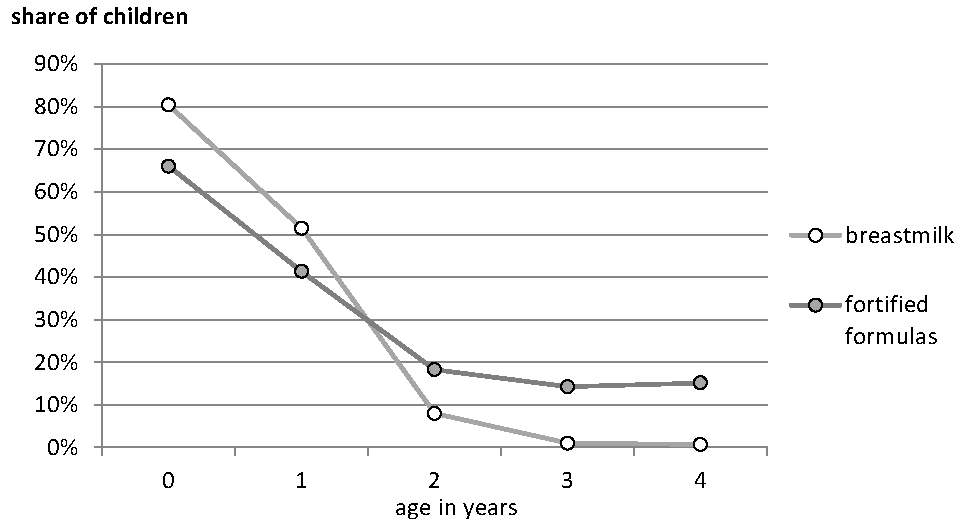 share of children
90%
80%
70%
60%
50%
40%
30%
20%
10%
0%
0 1 2 3 4
age in years
breastmilk
fortified
formulas